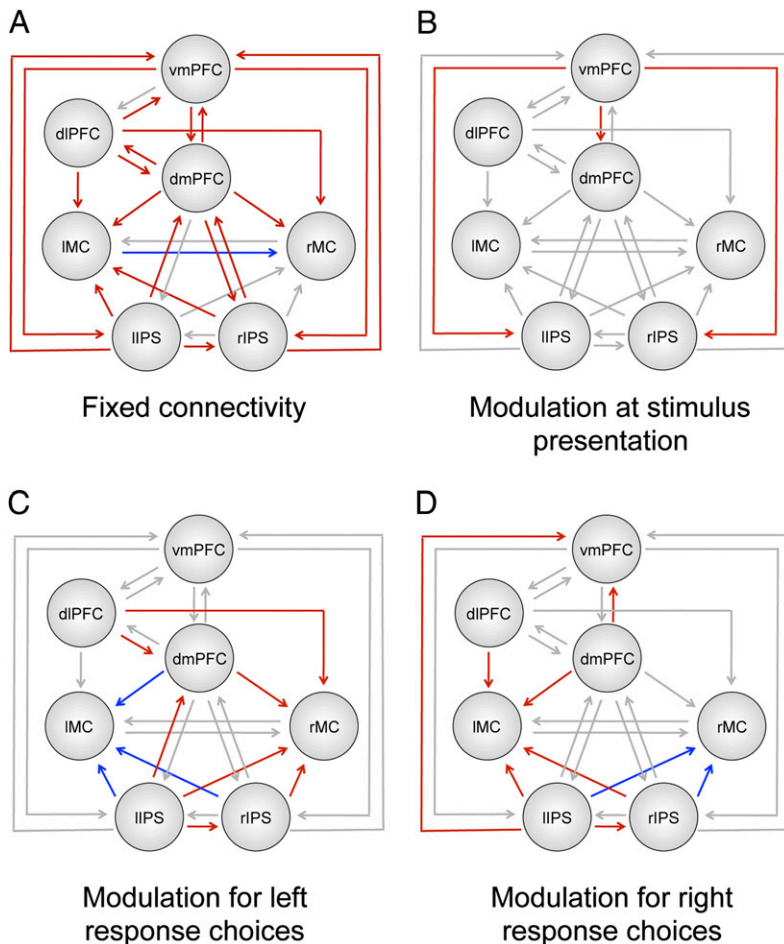 A
vmPFC
dlPFC
dmPFC
lMC
rMC
lIPS
rIPS
Fixed connectivity
B
vmPFC
dlPFC
dmPFC
lMC
rMC
lIPS
rIPS
Modulation at stimulus
presentation
C
vmPFC
dlPFC
dmPFC
lMC
rMC
lIPS
rIPS
Modulation for left
response choices
D
vmPFC
dlPFC
dmPFC
lMC
rMC
lIPS
rIPS
Modulation for right
response choices